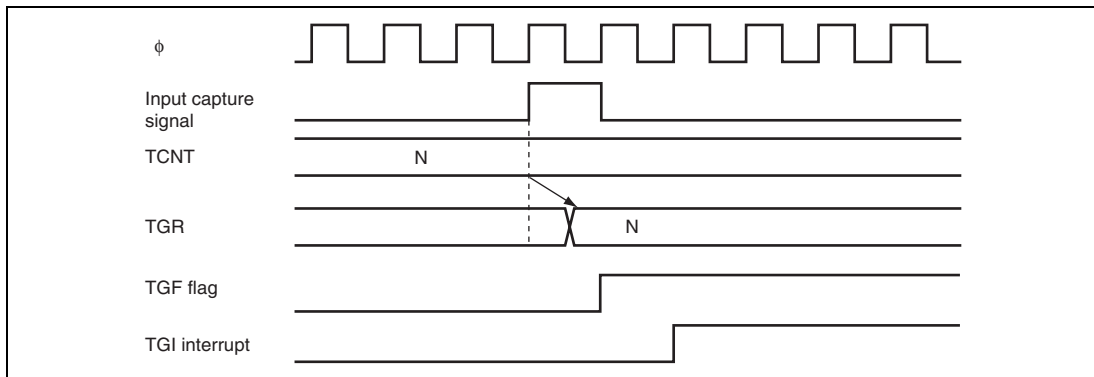 ϕ
Input capture
signal
TCNT
N
TGR
N
TGF flag
TGI interrupt